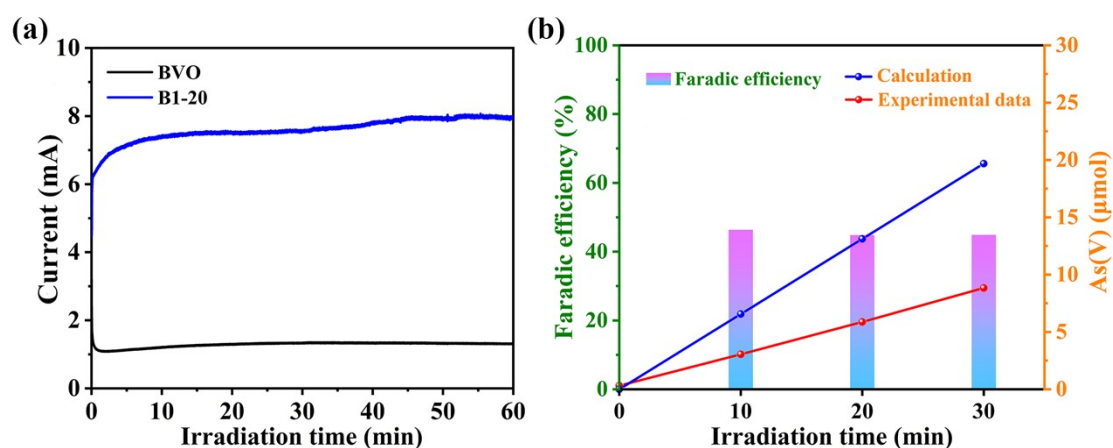 (a)
10
8
6
4
2
0
Current (mA)
BVO
B1-20
0 10 20 30 40 50 60
Irradiation time (min)
(b)
100
80
60
40
20
0
Faradic efficiency (%)
Faradic efficiency
Calculation
Experimental data
30
25
20
15
10
5
0
As(V) (μmol)
0 10 20 30
Irradiation time (min)